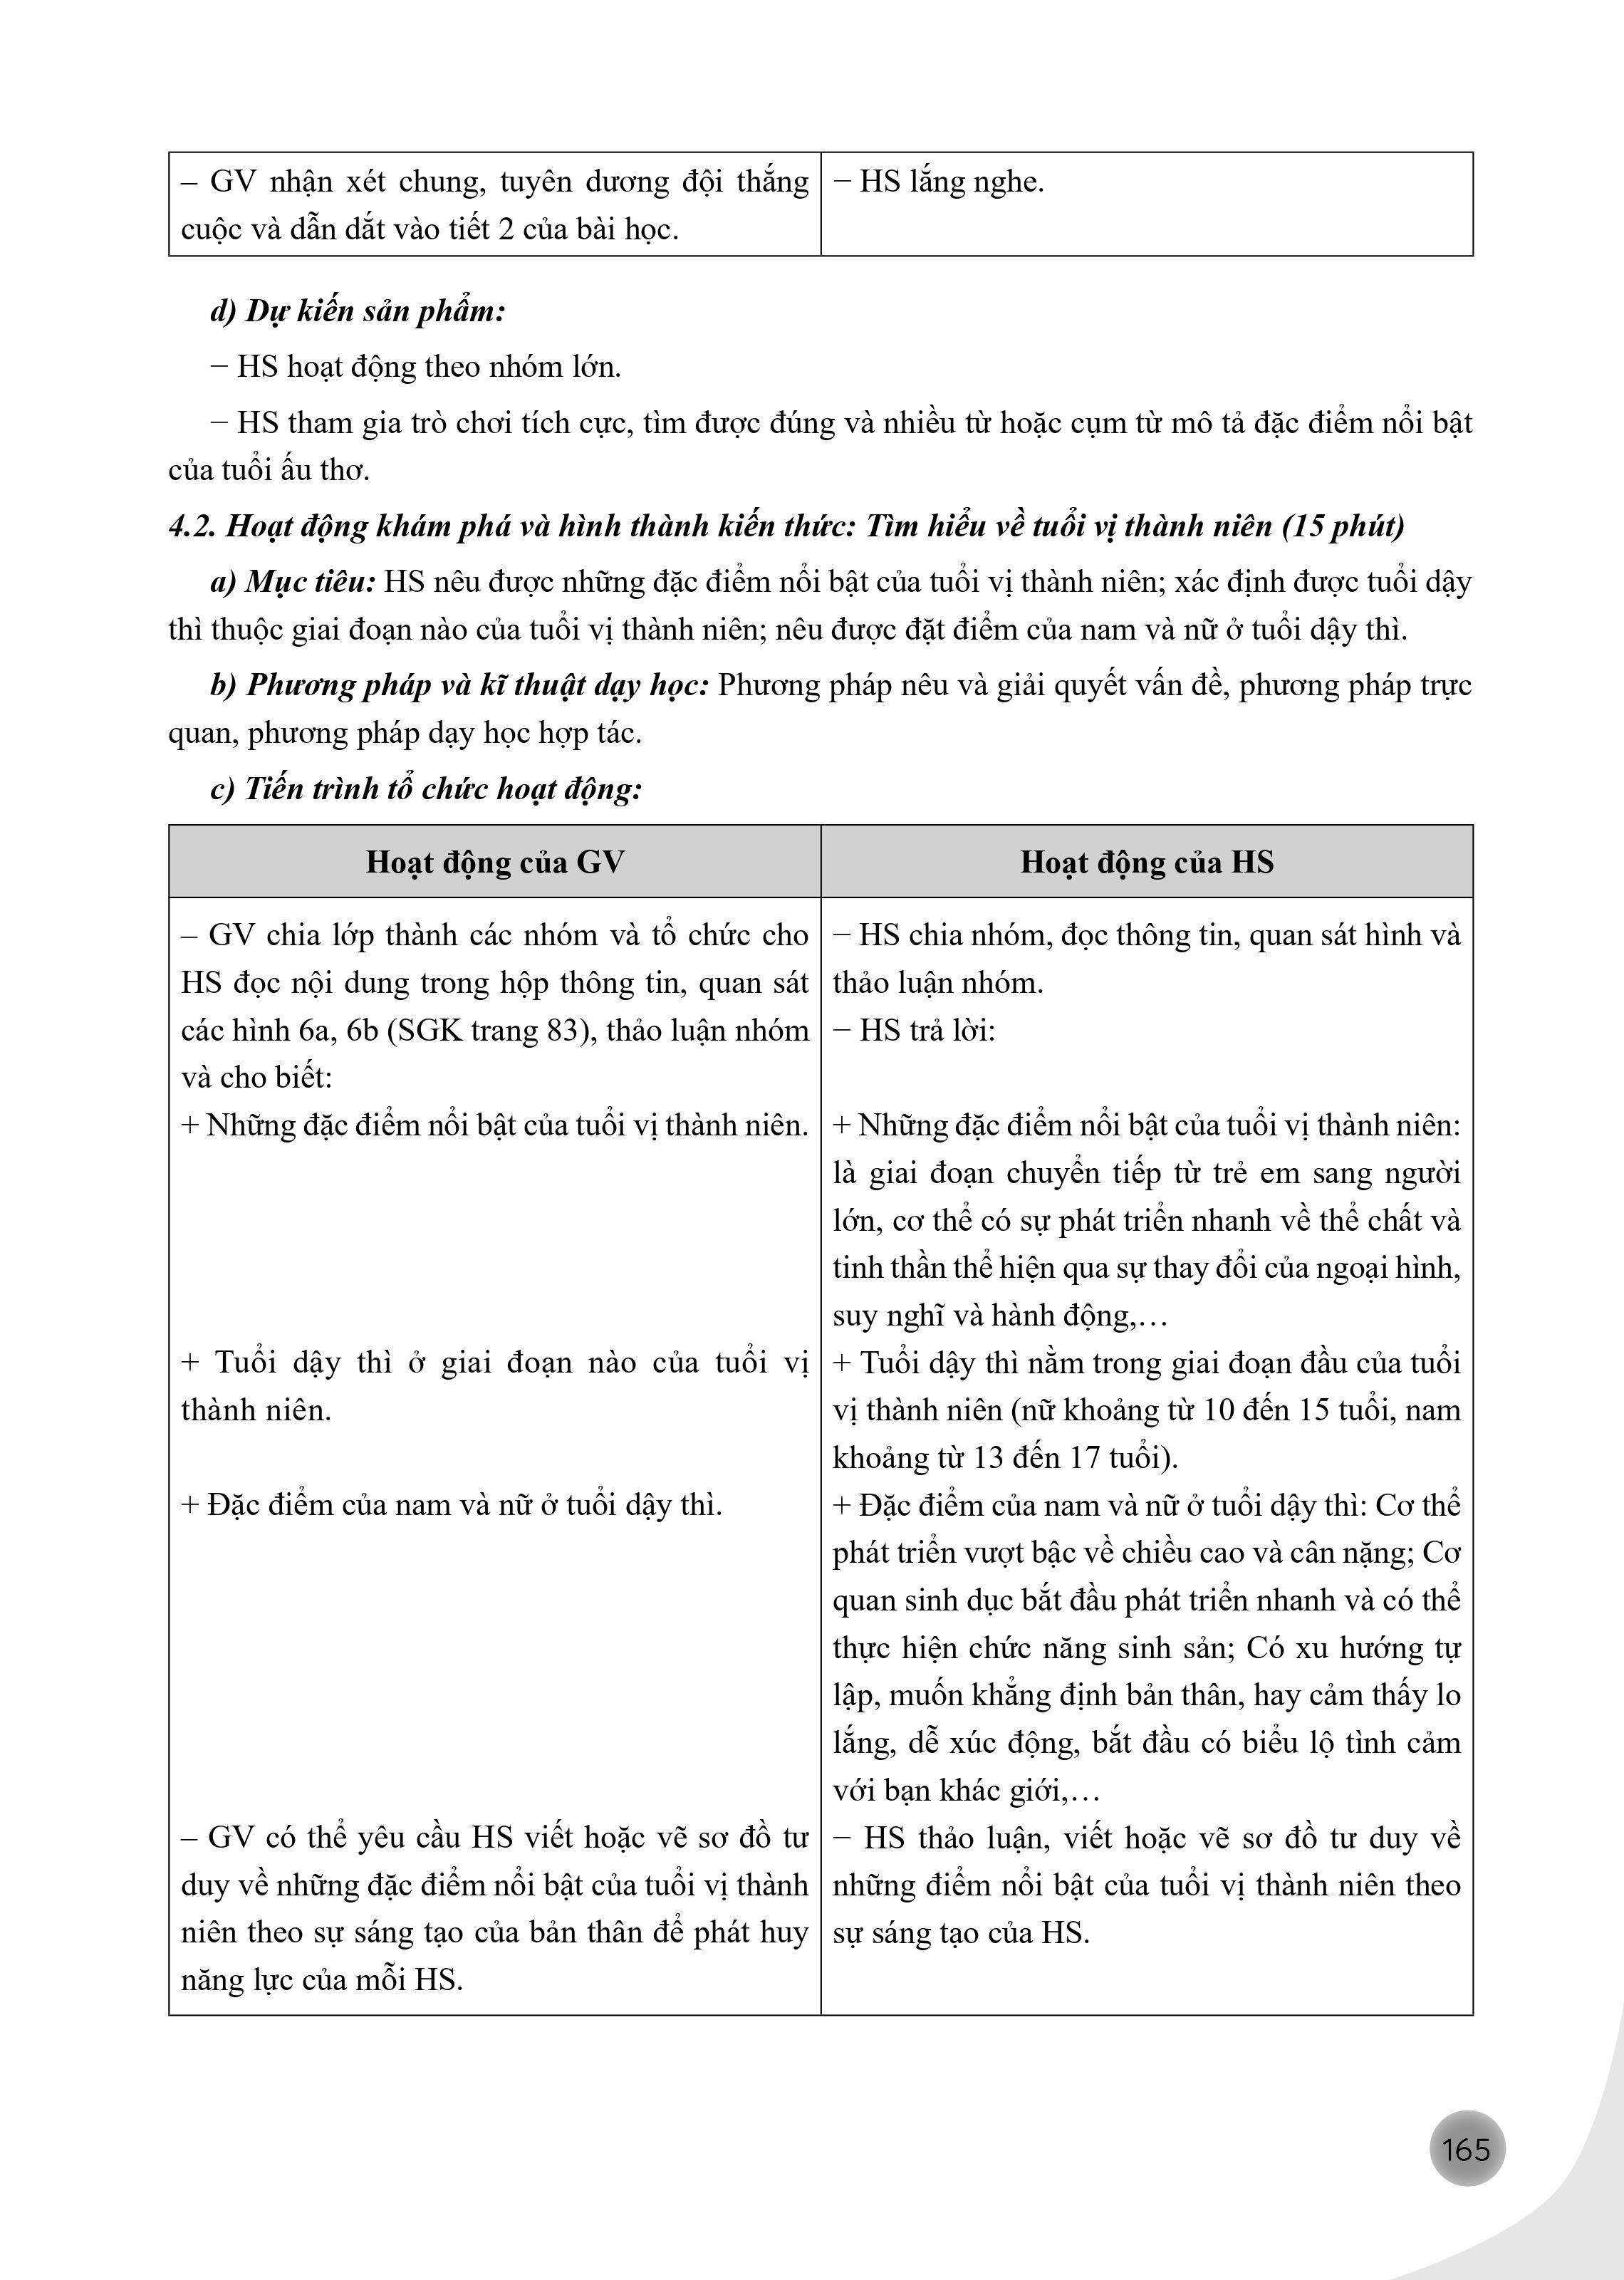 – GV nhận xét chung, tuyên dương đội thắng
cuộc và dẫn dắt vào tiết 2 của bài học.
− HS lắng nghe.
d) Dự kiến sản phẩm:
− HS hoạt động theo nhóm lớn.
− HS tham gia trò chơi tích cực, tìm được đúng và nhiều từ hoặc cụm từ mô tả đặc điểm nổi bật
của tuổi ấu thơ.
4.2. Hoạt động khám phá và hình thành kiến thức: Tìm hiểu về tuổi vị thành niên (15 phút)
a) Mục tiêu: HS nêu được những đặc điểm nổi bật của tuổi vị thành niên; xác định được tuổi dậy
thì thuộc giai đoạn nào của tuổi vị thành niên; nêu được đặt điểm của nam và nữ ở tuổi dậy thì.
b) Phương pháp và kĩ thuật dạy học: Phương pháp nêu và giải quyết vấn đề, phương pháp trực
quan, phương pháp dạy học hợp tác.
c) Tiến trình tổ chức hoạt động:
Hoạt động của GV
Hoạt động của HS
– GV chia lớp thành các nhóm và tổ chức cho
HS đọc nội dung trong hộp thông tin, quan sát
các hình 6a, 6b (SGK trang 83), thảo luận nhóm
và cho biết:
+ Những đặc điểm nổi bật của tuổi vị thành niên.
+ Tuổi dậy thì ở giai đoạn nào của tuổi vị
thành niên.
+ Đặc điểm của nam và nữ ở tuổi dậy thì.
– GV có thể yêu cầu HS viết hoặc vẽ sơ đồ tư
duy về những đặc điểm nổi bật của tuổi vị thành
niên theo sự sáng tạo của bản thân để phát huy
năng lực của mỗi HS.
− HS chia nhóm, đọc thông tin, quan sát hình và
thảo luận nhóm.
− HS trả lời:
+ Những đặc điểm nổi bật của tuổi vị thành niên:
là giai đoạn chuyển tiếp từ trẻ em sang người
lớn, cơ thể có sự phát triển nhanh về thể chất và
tinh thần thể hiện qua sự thay đổi của ngoại hình,
suy nghĩ và hành động,…
+ Tuổi dậy thì nằm trong giai đoạn đầu của tuổi
vị thành niên (nữ khoảng từ 10 đến 15 tuổi, nam
khoảng từ 13 đến 17 tuổi).
+ Đặc điểm của nam và nữ ở tuổi dậy thì: Cơ thể
phát triển vượt bậc về chiều cao và cân nặng; Cơ
quan sinh dục bắt đầu phát triển nhanh và có thể
thực hiện chức năng sinh sản; Có xu hướng tự
lập, muốn khẳng định bản thân, hay cảm thấy lo
lắng, dễ xúc động, bắt đầu có biểu lộ tình cảm
với bạn khác giới,…
− HS thảo luận, viết hoặc vẽ sơ đồ tư duy về
những điểm nổi bật của tuổi vị thành niên theo
sự sáng tạo của HS.
165